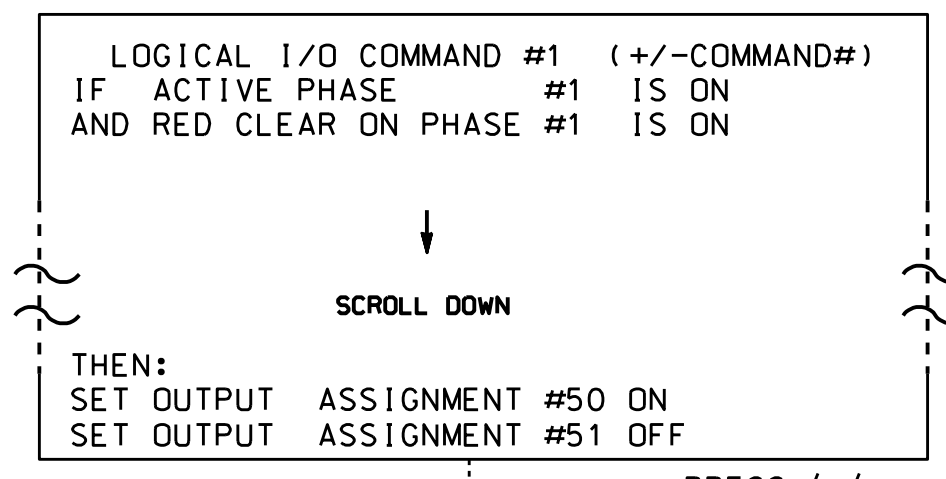 LOGICAL I/O COMMAND #1 (+/-COMMAND#)
IF ACTIVE PHASE #1 IS ON
AND RED CLEAR ON PHASE #1 IS ON
SCROLL DOWN
THEN:
SET OUTPUT ASSIGNMENT #50 ON
SET OUTPUT ASSIGNMENT #51 OFF